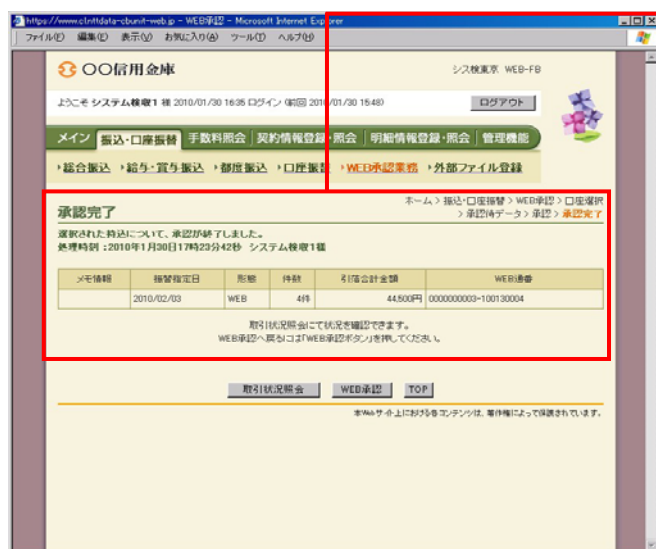 https://www.cintldata-cbunit-web.jp - WEB承認 - Microsoft Internet Explorer
ファイル(F) 編集(E) 表示(V) お気に入り(A) ツール(T) ヘルプ(H)
〇〇信用金庫
シス検東京 WEB-FB
ようこそ システム検収1 様 2010/01/30 16:35 ログイン (前回 2010/01/30 15:48)
ログアウト
メイン 振込・口座振替 手数料照会 契約情報登録・照会 明細情報登録・照会 管理機能
総合振込 給与・賞与振込 都度振込 口座振替 WEB承認業務 外部ファイル登録
ホーム > 振込・口座振替 > WEB承認 > 口座選択
> 承認待データ > 承認 > 承認完了
承認完了
選択された持込について、承認が終了しました。
処理時刻：2010年1月30日17時23分42秒 システム検収1様
メモ情報 振替指定日 形態 件数 引落合計金額 WEB通番
2010/02/03 WEB 4件 44,500円 0000000003-100130004
取引状況照会にて状況を確認できます。
WEB承認へ戻るには「WEB承認ボタン」を押してください。
取引状況照会 WEB承認 TOP
本Webサイト上における各コンテンツは、著作権によって保護されています。